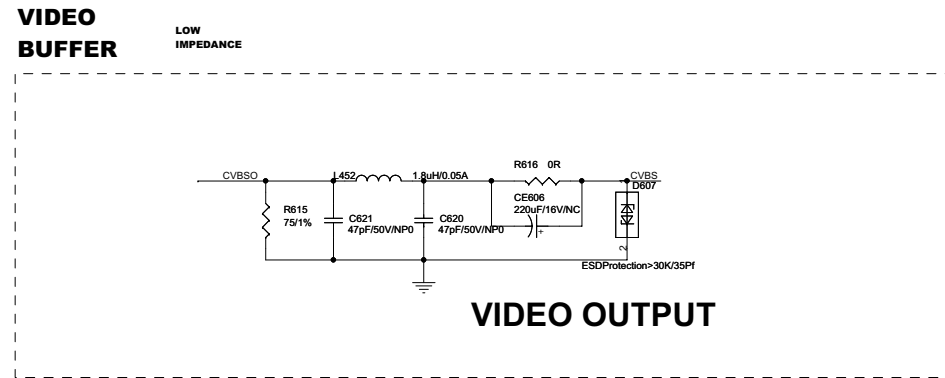 VIDEO
BUFFER
LOW
IMPEDANCE
R616 0R
CVBSO
L452
1.8uH/0.05A
CVBS
D607
CE606
220uF/16V/NC
R615
75/1%
C621
47pF/50V/NP0
C620
47pF/50V/NP0
+
2
ESDProtection>30K/35Pf
VIDEO OUTPUT